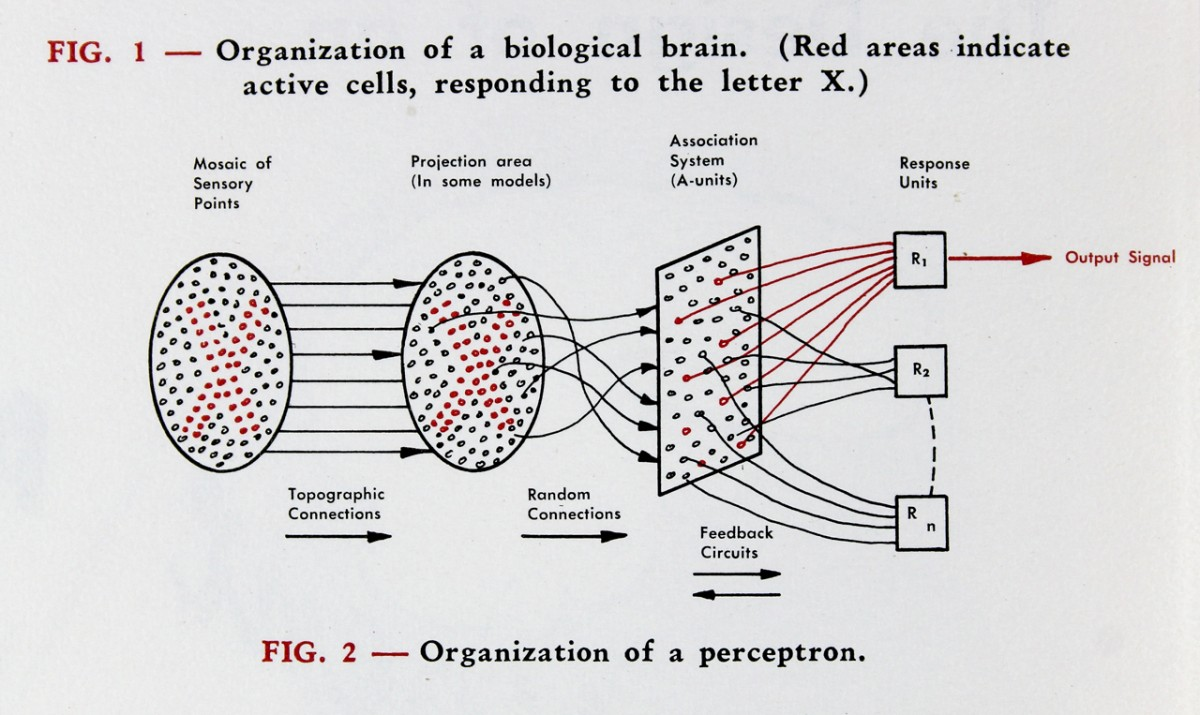 FIG. 1 — Organization of a biological brain. (Red areas indicate
active cells, responding to the letter X.)
Mosaic of
Sensory
Points
Projection area
(In some models)
Association
System
(A-units)
Response
Units
R1
Output Signal
R2
R n
Topographic
Connections
Random
Connections
Feedback
Circuits
FIG. 2 — Organization of a perceptron.